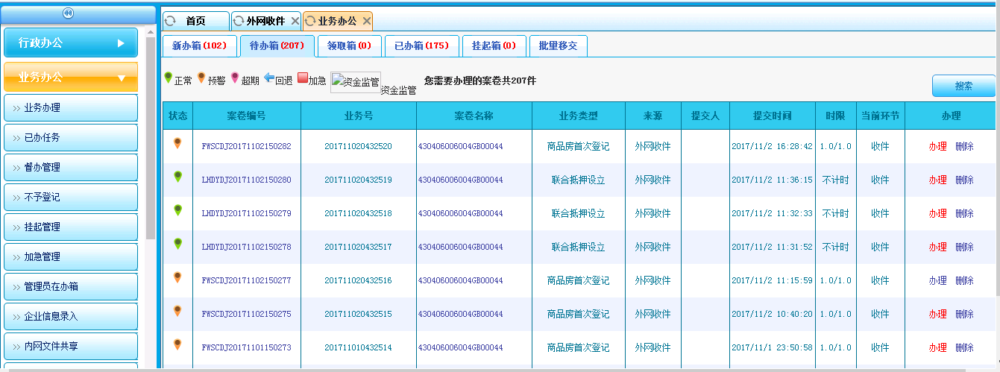 首页 外网收件 业务办公
行政办公
业务办公
业务办理
已办任务
督办管理
不予登记
挂起管理
加急管理
管理员在办箱
企业信息录入
内网文件共享
新办箱(102) 待办箱(207) 领取箱(0) 已办箱(175) 挂起箱(0) 批量移交
正常 预警 超期 回退 加急 资金监管 资金监管 您需要办理的案卷共207件
搜索
状态 案卷编号 业务号 案卷名称 业务类型 来源 提交人 提交时间 时限 当前环节 办理
FWSCDJ20171102150282 201711020432520 430406006004GB00044 商品房首次登记 外网收件 2017/11/2 16:28:42 1.0/1.0 收件 办理 删除
LHDYDJ20171102150280 201711020432519 430406006004GB00044 联合抵押设立 外网收件 2017/11/2 11:36:15 不计时 收件 办理 删除
LHDYDJ20171102150279 201711020432518 430406006004GB00044 联合抵押设立 外网收件 2017/11/2 11:32:33 不计时 收件 办理 删除
LHDYDJ20171102150278 201711020432517 430406006004GB00044 联合抵押设立 外网收件 2017/11/2 11:31:52 不计时 收件 办理 删除
FWSCDJ20171102150277 201711020432516 430406006004GB00044 商品房首次登记 外网收件 2017/11/2 11:15:59 1.0/1.0 收件 办理 删除
FWSCDJ20171102150275 201711020432515 430406006004GB00044 商品房首次登记 外网收件 2017/11/2 10:40:20 1.0/1.0 收件 办理 删除
FWSCDJ20171101150273 201711010432514 430406006004GB00044 商品房首次登记 外网收件 2017/11/1 23:50:58 1.0/1.0 收件 办理 删除